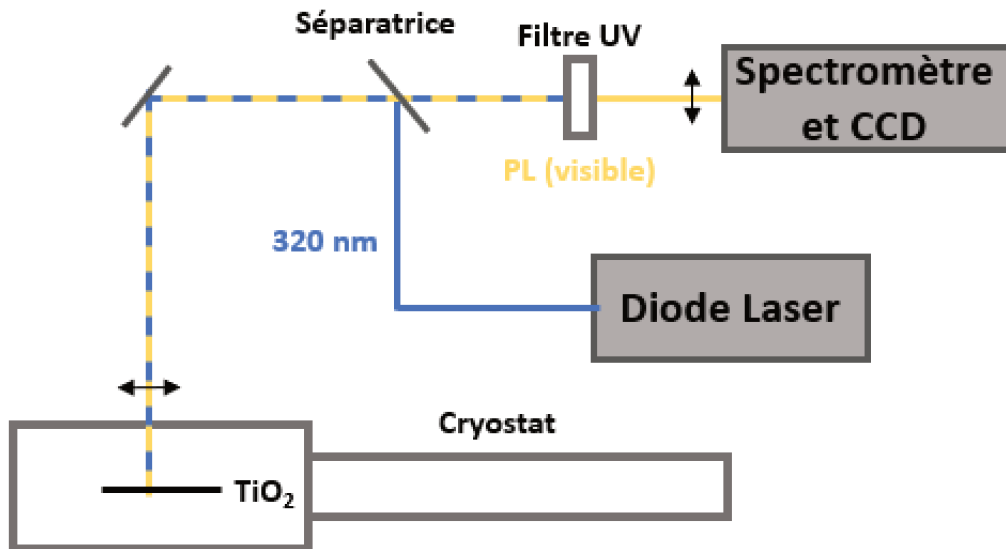 Séparatrice
Filtre UV
Spectromètre
et CCD
PL (visible)
320 nm
Diode Laser
Cryostat
TiO₂